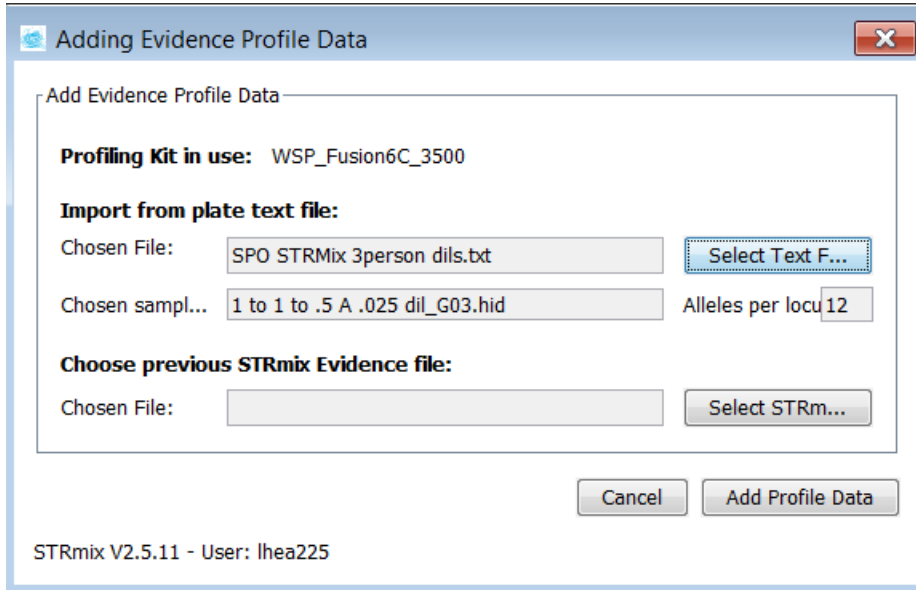 Adding Evidence Profile Data
Add Evidence Profile Data
Profiling Kit in use: WSP_Fusion6C_3500
Import from plate text file:
Chosen File: SPO STRMix 3person dils.txt Select Text F...
Chosen sampl... 1 to 1 to .5 A .025 dil_G03.hid Alleles per locu 12
Choose previous STRmix Evidence file:
Chosen File: Select STRm...
Cancel Add Profile Data
STRmix V2.5.11 - User: lhea225